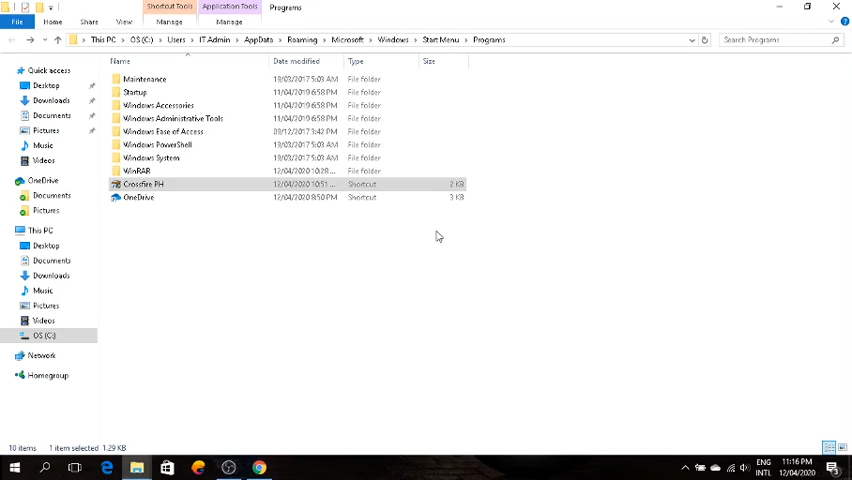 Shortcut Tools Application Tools Programs
File Home Share View Manage Manage
This PC OS (C:) Users IT.Admin AppData Roaming Microsoft Windows Start Menu Programs Search Programs
Name Date modified Type Size
Quick access
Desktop
Downloads
Documents
Pictures
Music
Videos
OneDrive
Documents
Pictures
This PC
Desktop
Documents
Downloads
Music
Pictures
Videos
OS (C:)
Network
Homegroup
Maintenance 19/03/2017 5:03 AM File folder
Startup 11/04/2019 6:58 PM File folder
Windows Accessories 11/04/2019 6:58 PM File folder
Windows Administrative Tools 11/04/2019 6:58 PM File folder
Windows Ease of Access 09/12/2017 3:42 PM File folder
Windows PowerShell 19/03/2017 5:03 AM File folder
Windows System 19/03/2017 5:03 AM File folder
WinRAR 12/04/2020 10:28... File folder
Crossfire PH 12/04/2020 10:51 ... Shortcut 2 KB
OneDrive 12/04/2020 8:50 PM Shortcut 3 KB
10 items 1 item selected 1.29 KB
ENG 11:16 PM
INTL 12/04/2020
3